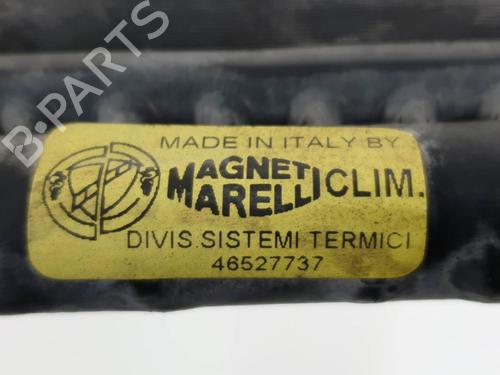 B-PARTS
MADE IN ITALY BY
MAGNETI MARELLI CLIM.
DIVIS.SISTEMI TERMICI
46527737